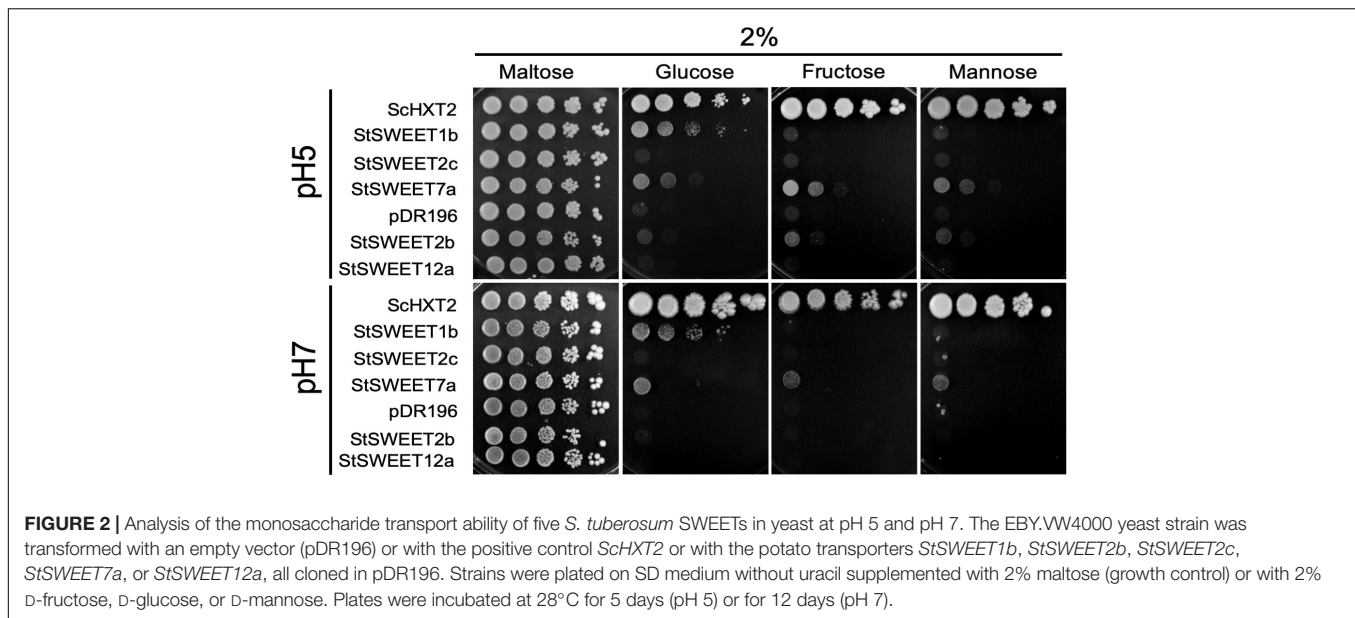 2%
Maltose Glucose Fructose Mannose
pH5
ScHXT2
StSWEET1b
StSWEET2c
StSWEET7a
pDR196
StSWEET2b
StSWEET12a
pH7
ScHXT2
StSWEET1b
StSWEET2c
StSWEET7a
pDR196
StSWEET2b
StSWEET12a
FIGURE 2 | Analysis of the monosaccharide transport ability of five S. tuberosum SWEETs in yeast at pH 5 and pH 7. The EBY.VW4000 yeast strain was
transformed with an empty vector (pDR196) or with the positive control ScHXT2 or with the potato transporters StSWEET1b, StSWEET2b, StSWEET2c,
StSWEET7a, or StSWEET12a, all cloned in pDR196. Strains were plated on SD medium without uracil supplemented with 2% maltose (growth control) or with 2%
D-fructose, D-glucose, or D-mannose. Plates were incubated at 28°C for 5 days (pH 5) or for 12 days (pH 7).